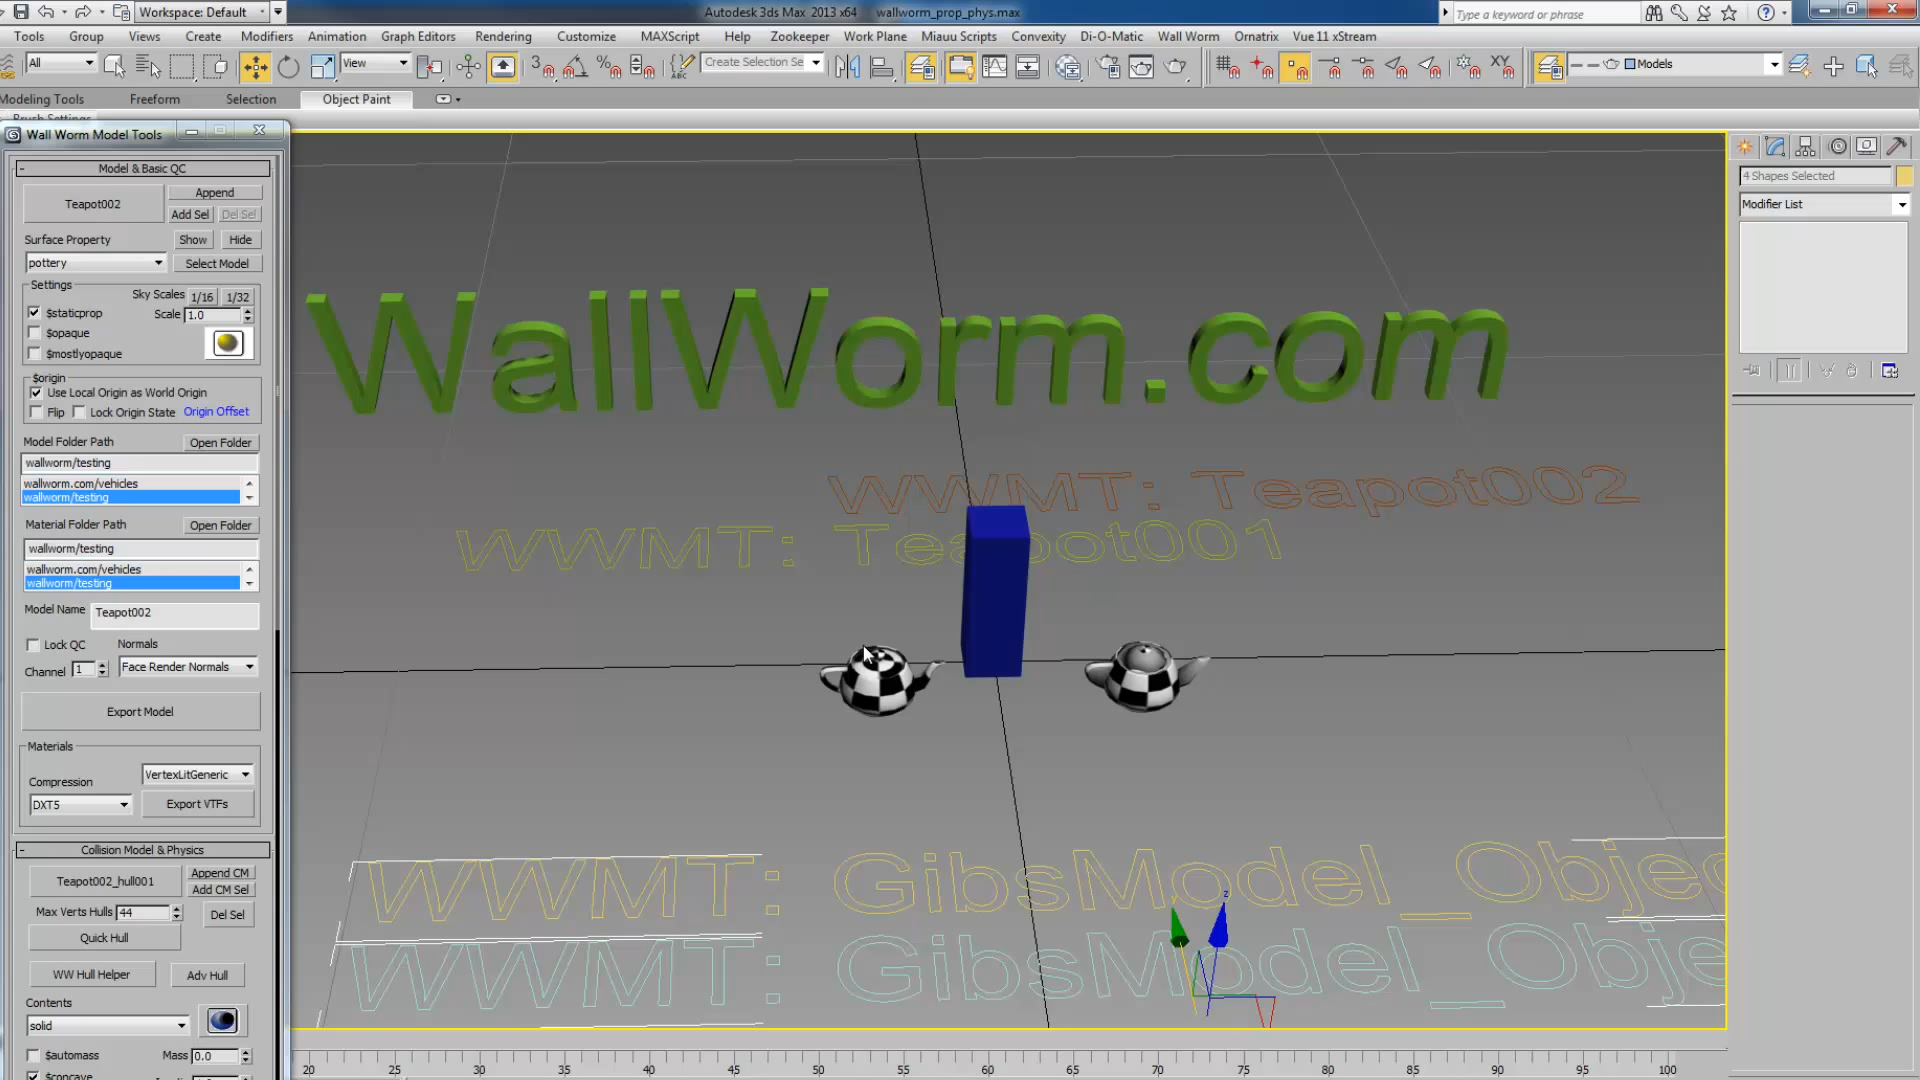 Workspace: Default
Autodesk 3ds Max 2013 x64 wallworm_prop_phys.max
Type a keyword or phrase
Tools Group Views Create Modifiers Animation Graph Editors Rendering Customize MAXScript Help Zookeeper Work Plane Miauu Scripts Convexity Di-O-Matic Wall Worm Ornatrix Vue 11 xStream
All View Create Selection Se XY Models
Modeling Tools Freeform Selection Object Paint
Brush Settings
Wall Worm Model Tools
Model & Basic QC
Teapot002
Append
Add Sel Del Sel
Surface Property Show Hide
pottery Select Model
Settings
Sky Scales 1/16 1/32
$staticprop Scale 1.0
$opaque
$mostlyopaque
$origin
Use Local Origin as World Origin
Flip Lock Origin State Origin Offset
Model Folder Path Open Folder
wallworm/testing
wallworm.com/vehicles
wallworm/testing
Material Folder Path Open Folder
wallworm/testing
wallworm.com/vehicles
wallworm/testing
Model Name Teapot002
Lock QC Normals
Channel 1 Face Render Normals
Export Model
Materials
Compression VertexLitGeneric
DXT5 Export VTFs
Collision Model & Physics
Teapot002_hull001 Append CM
Add CM Sel
Max Verts Hulls 44 Del Sel
Quick Hull
WW Hull Helper Adv Hull
Contents
solid
$automass Mass 0.0
$concave
WallWorm.com
WWMT: Teapot002
WWMT: Teapot001
WWMT: GibsModel_Objec
WWMT: GibsModel_Obje
z
20 25 30 35 40 45 50 55 60 65 70 75 80 85 90 95 100
4 Shapes Selected
Modifier List